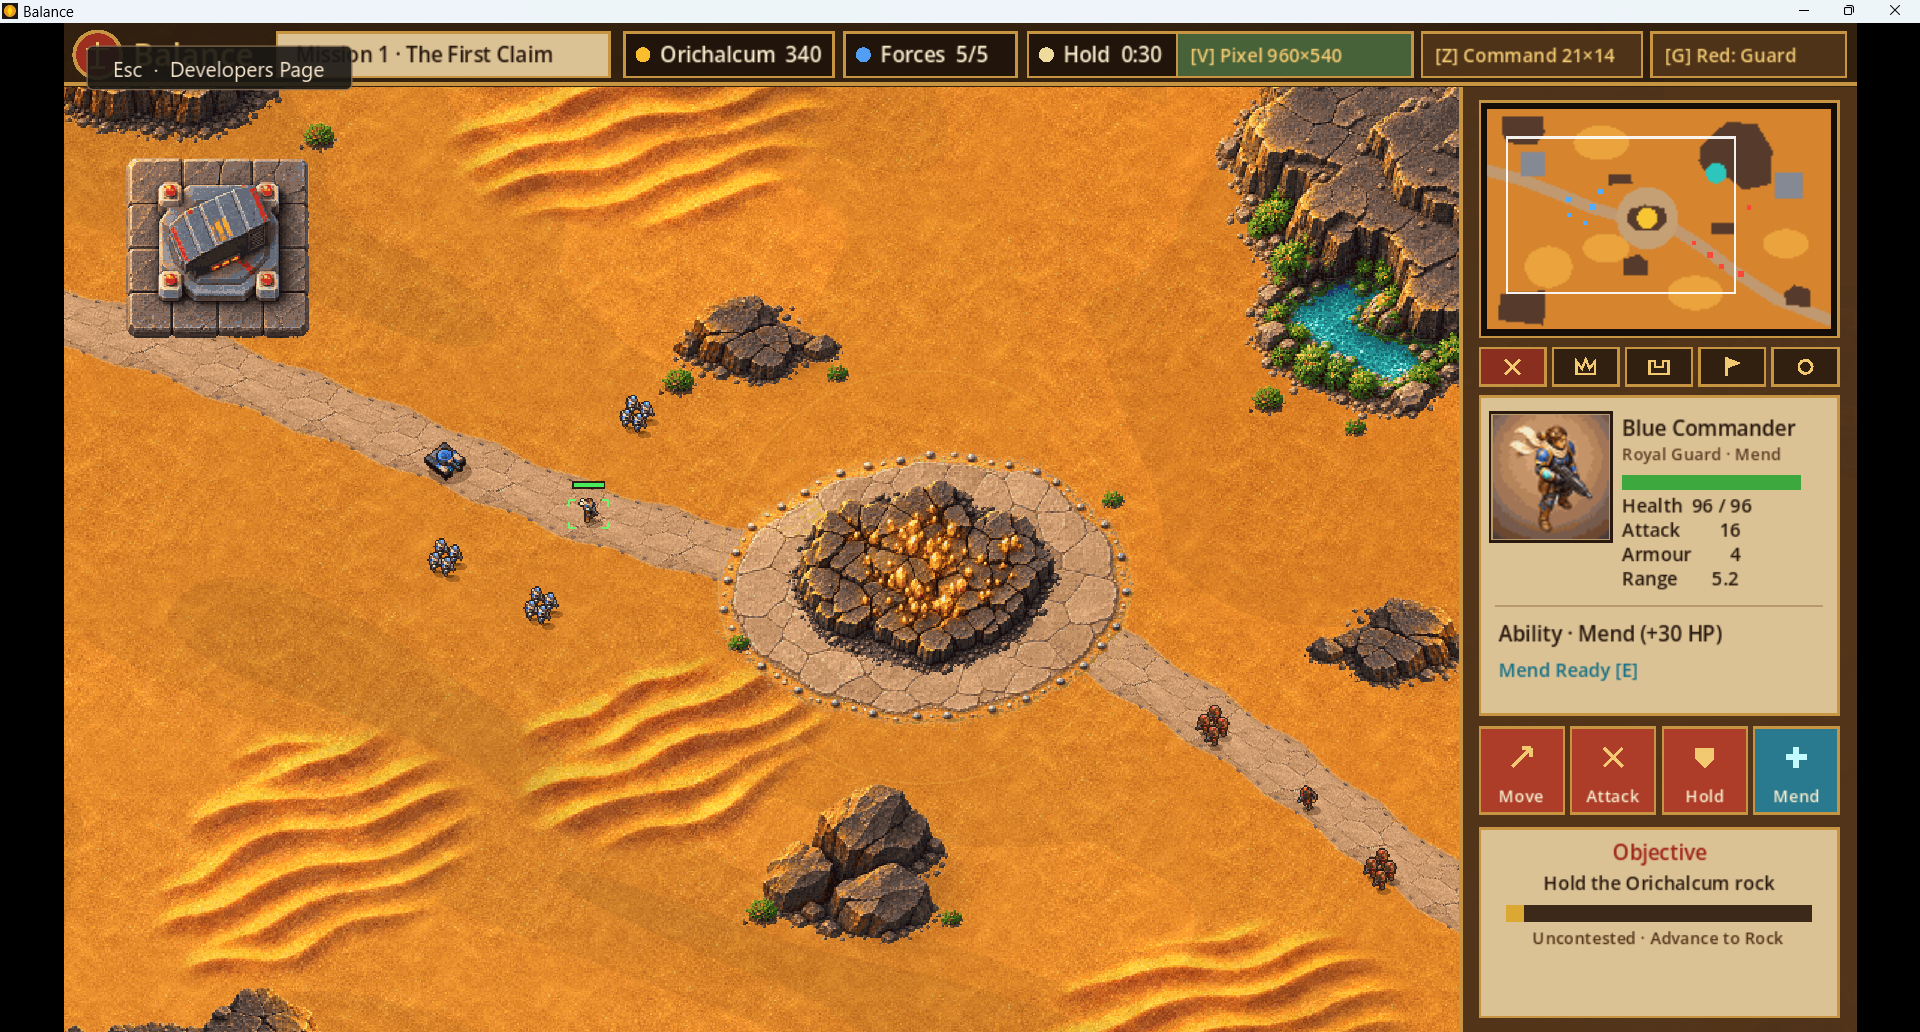 Balance
Balance
Esc · Developers Page
Mission 1 · The First Claim
Orichalcum 340
Forces 5/5
Hold 0:30
[V] Pixel 960×540
[Z] Command 21×14
[G] Red: Guard
Blue Commander
Royal Guard · Mend
Health 96 / 96
Attack 16
Armour 4
Range 5.2
Ability · Mend (+30 HP)
Mend Ready [E]
Move
Attack
Hold
Mend
Objective
Hold the Orichalcum rock
Uncontested · Advance to Rock